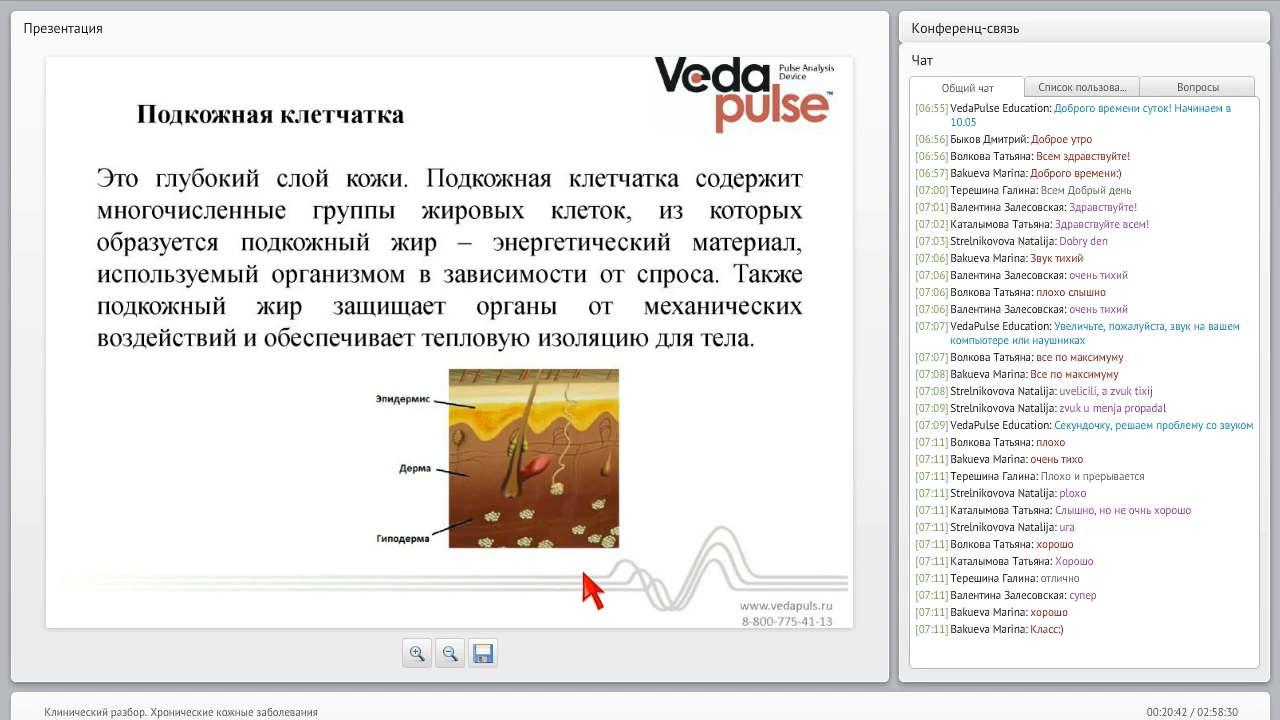 Презентация
Veda
pulse™
Pulse Analysis
Device
Подкожная клетчатка
Это глубокий слой кожи. Подкожная клетчатка содержит
многочисленные группы жировых клеток, из которых
образуется подкожный жир – энергетический материал,
используемый организмом в зависимости от спроса. Также
подкожный жир защищает органы от механических
воздействий и обеспечивает тепловую изоляцию для тела.
Эпидермис
Дерма
Гиподерма
www.vedapuls.ru
8-800-775-41-13
Конференц-связь
Чат
Общий чат
Список пользова...
Вопросы
[06:55] VedaPulse Education: Доброго времени суток! Начинаем в
10.05
[06:56] Быков Дмитрий: Доброе утро
[06:56] Волкова Татьяна: Всем здравствуйте!
[06:57] Bakueva Marina: Доброго времени:)
[07:00] Терешина Галина: Всем Добрый день
[07:01] Валентина Залесовская: Здравствуйте!
[07:02] Каталымова Татьяна: Здравствуйте всем!
[07:03] Strelnikovova Natalija: Dobry den
[07:06] Bakueva Marina: Звук тихий
[07:06] Валентина Залесовская: очень тихий
[07:06] Волкова Татьяна: плохо слышно
[07:06] Валентина Залесовская: очень тихий
[07:07] VedaPulse Education: Увеличьте, пожалуйста, звук на вашем
компьютере или наушниках
[07:07] Волкова Татьяна: все по максимуму
[07:08] Bakueva Marina: Все по максимуму
[07:08] Strelnikovova Natalija: uvelicili, a zvuk tixij
[07:09] Strelnikovova Natalija: zvuk u menja propadal
[07:09] VedaPulse Education: Секундочку, решаем проблему со звуком
[07:11] Волкова Татьяна: плохо
[07:11] Bakueva Marina: очень тихо
[07:11] Терешина Галина: Плохо и прерывается
[07:11] Strelnikovova Natalija: ploxo
[07:11] Каталымова Татьяна: Слышно, но не очнь хорошо
[07:11] Strelnikovova Natalija: ura
[07:11] Волкова Татьяна: хорошо
[07:11] Каталымова Татьяна: Хорошо
[07:11] Терешина Галина: отлично
[07:11] Валентина Залесовская: супер
[07:11] Bakueva Marina: хорошо
[07:11] Bakueva Marina: Класс:)
Клинический разбор. Хронические кожные заболевания
00:20:42 / 02:58:30